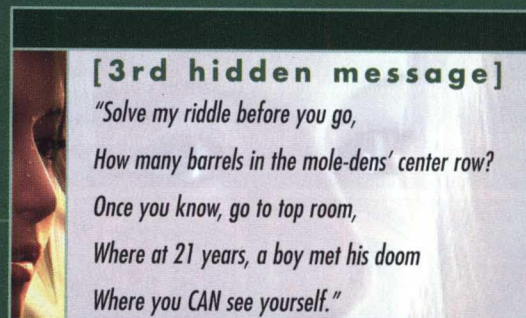 [3rd hidden message]
"Solve my riddle before you go,
How many barrels in the mole-dens' center row?
Once you know, go to top room,
Where at 21 years, a boy met his doom
Where you CAN see yourself."